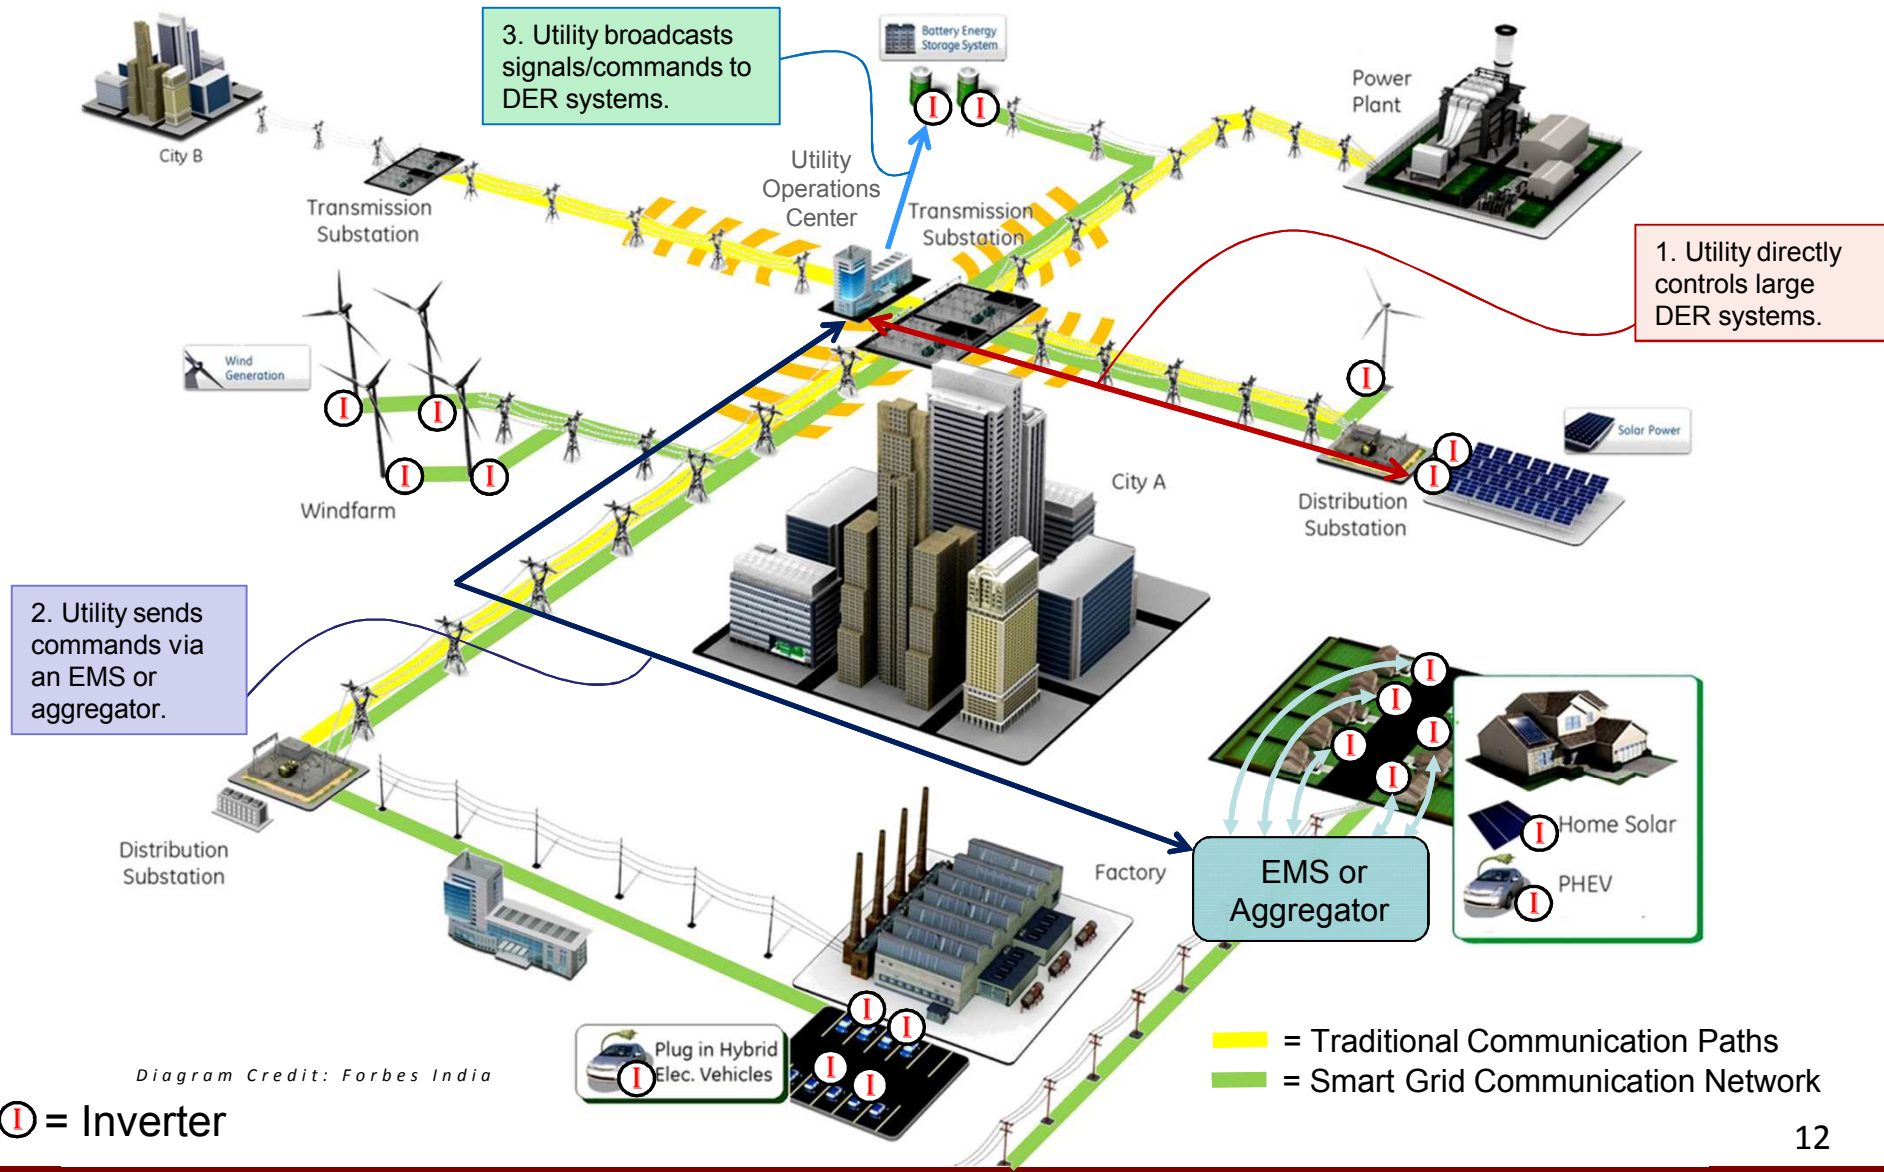 3. Utility broadcasts
signals/commands to
DER systems.
Battery Energy
Storage System
Power
Plant
City B
Utility
Operations
Center
Transmission
Substation
Transmission
Substation
1. Utility directly
controls large
DER systems.
Wind
Generation
I
I
I
I
I
I
I
I
I
Solar Power
Windfarm
City A
Distribution
Substation
2. Utility sends
commands via
an EMS or
aggregator.
I
I
I
I
I
Home Solar
I
PHEV
I
EMS or
Aggregator
Distribution
Substation
Factory
I
I
I
I
Plug in Hybrid
Elec. Vehicles
I
= Traditional Communication Paths
= Smart Grid Communication Network
Diagram Credit: Forbes India
I = Inverter
12